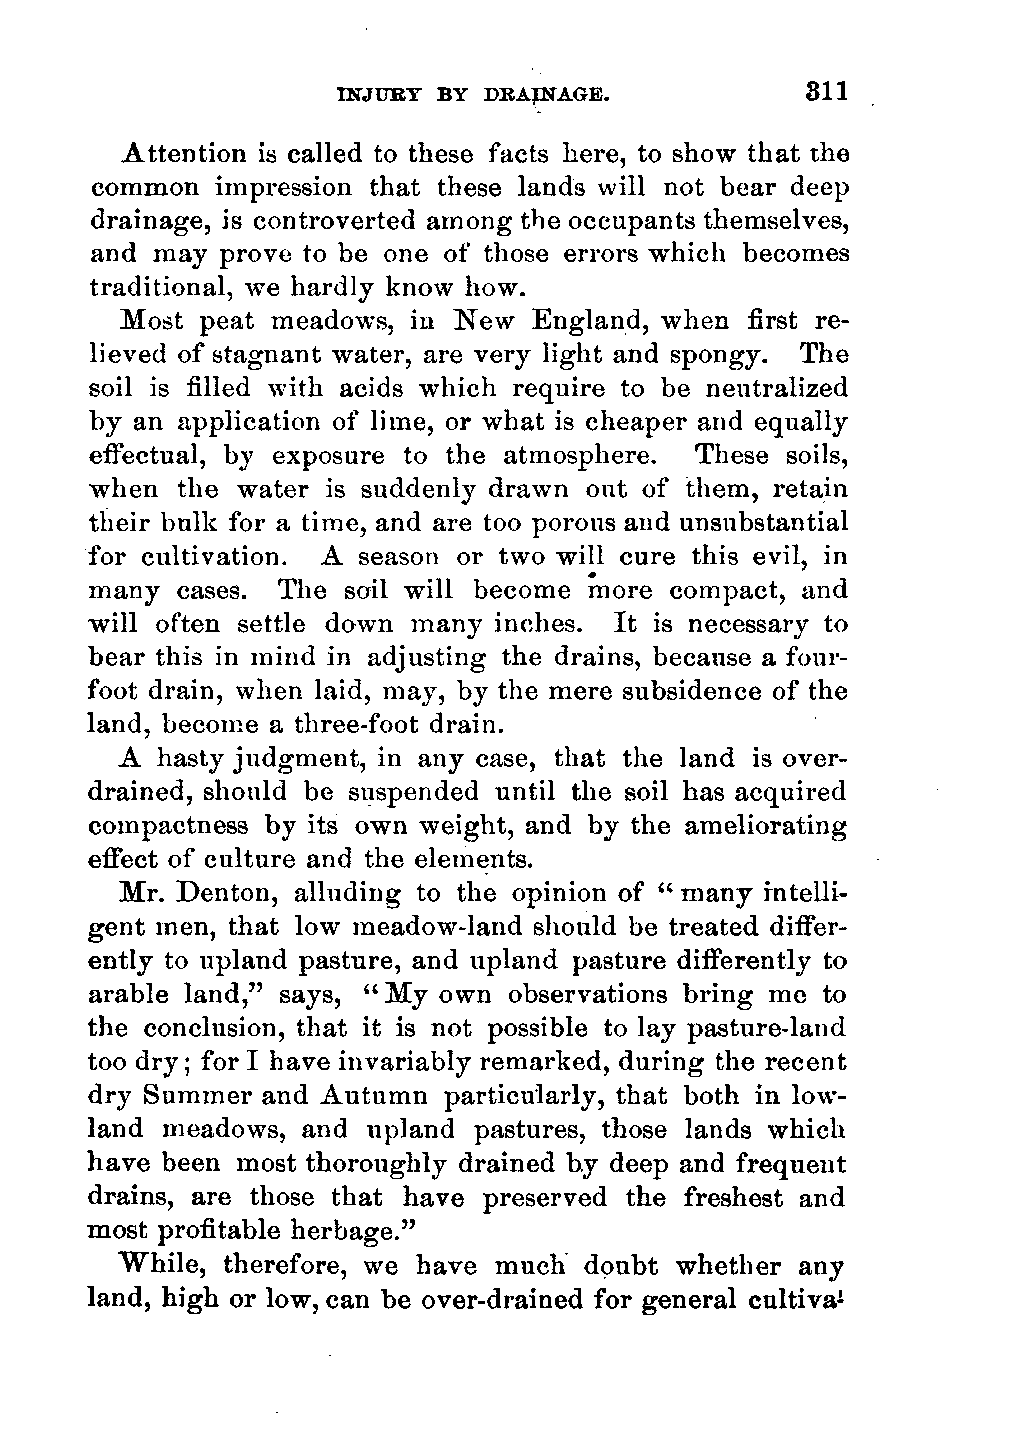 INJURY BY DRAINAGE. 311
Attention is called to these facts here, to show that the
common impression that these lands will not bear deep
drainage, is controverted among the occupants themselves,
and may prove to be one of those errors which becomes
traditional, we hardly know how.
Most peat meadows, in New England, when first re-
lieved of stagnant water, are very light and spongy. The
soil is filled with acids which require to be neutralized
by an application of lime, or what is cheaper and equally
effectual, by exposure to the atmosphere. These soils,
when the water is suddenly drawn out of them, retain
their bulk for a time, and are too porous and unsubstantial
for cultivation. A season or two will cure this evil, in
many cases. The soil will become more compact, and
will often settle down many inches. It is necessary to
bear this in mind in adjusting the drains, because a four-
foot drain, when laid, may, by the mere subsidence of the
land, become a three-foot drain.
A hasty judgment, in any case, that the land is over-
drained, should be suspended until the soil has acquired
compactness by its own weight, and by the ameliorating
effect of culture and the elements.
Mr. Denton, alluding to the opinion of “many intelli-
gent men, that low meadow-land should be treated differ-
ently to upland pasture, and upland pasture differently to
arable land,” says, “My own observations bring me to
the conclusion, that it is not possible to lay pasture-land
too dry; for I have invariably remarked, during the recent
dry Summer and Autumn particularly, that both in low-
land meadows, and upland pastures, those lands which
have been most thoroughly drained by deep and frequent
drains, are those that have preserved the freshest and
most profitable herbage.”
While, therefore, we have much doubt whether any
land, high or low, can be over-drained for general cultiva-